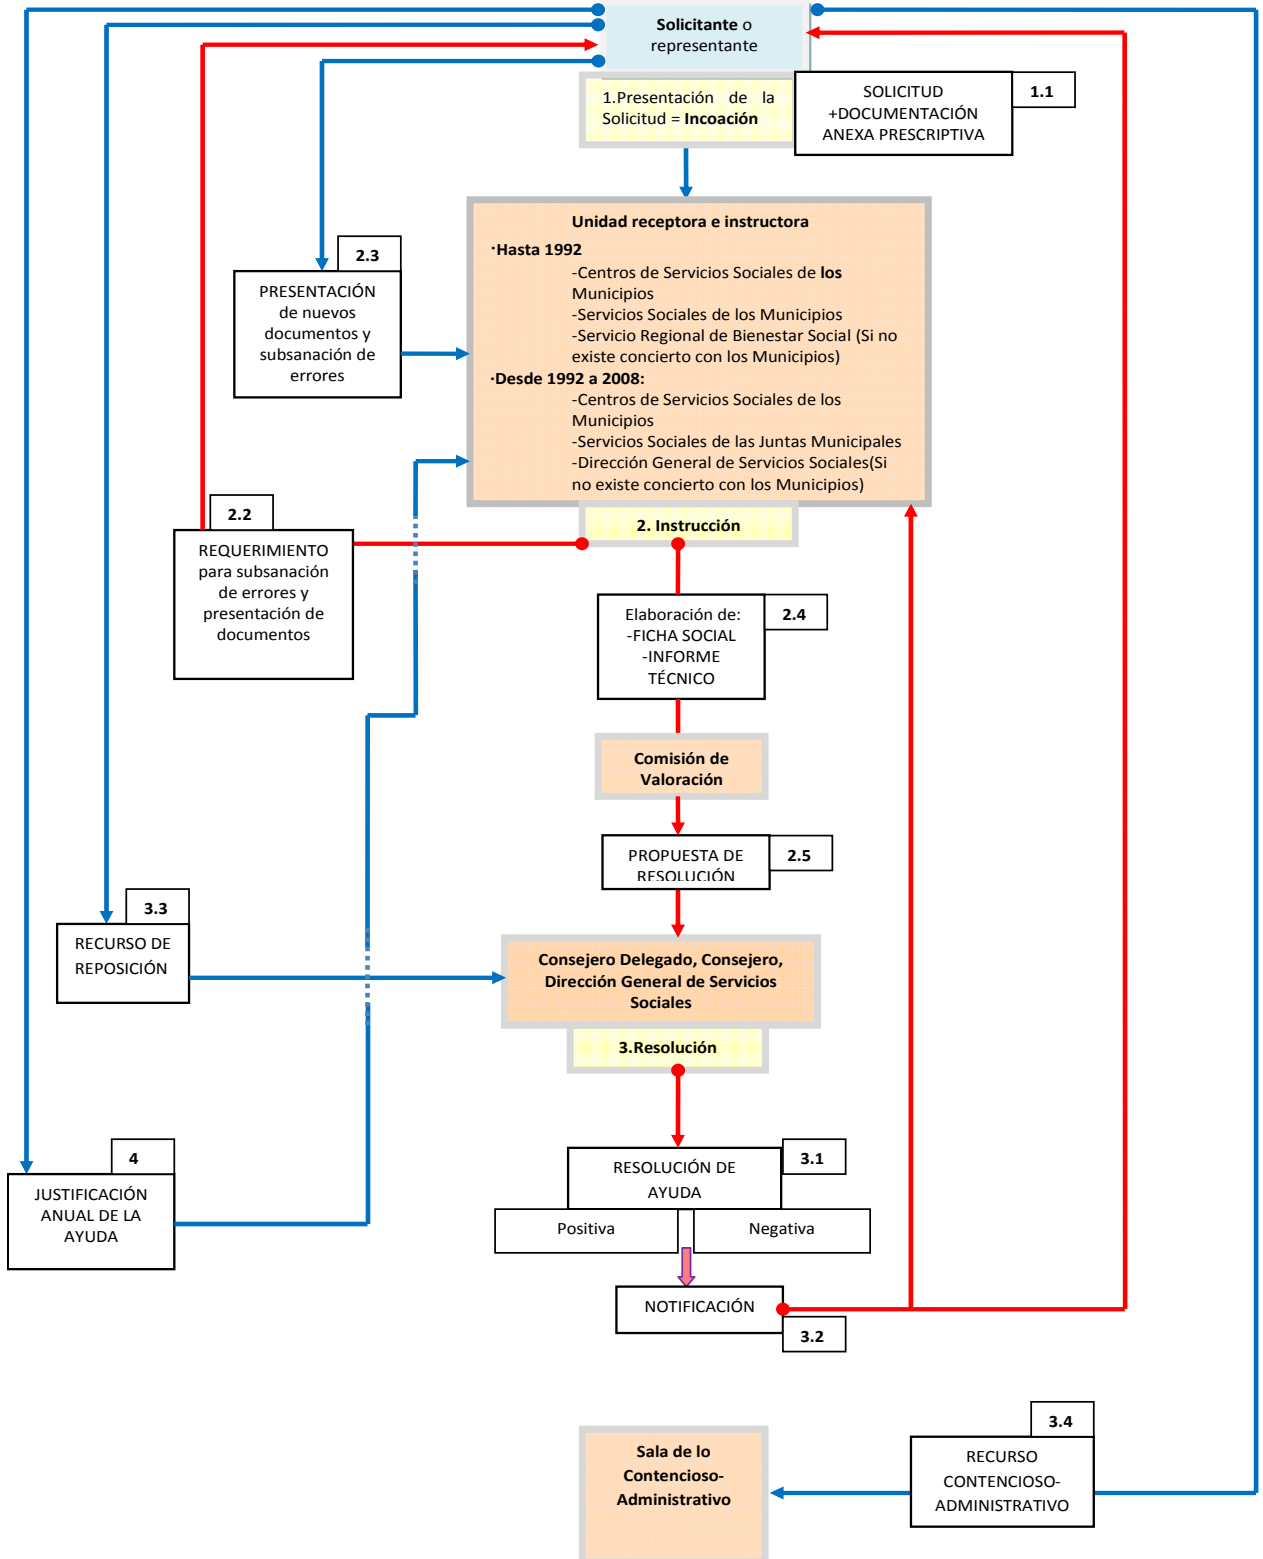 Solicitante o
representante
1.Presentación de la
Solicitud = Incoación
SOLICITUD
+DOCUMENTACIÓN
ANEXA PRESCRIPTIVA
1.1
Unidad receptora e instructora
·Hasta 1992
-Centros de Servicios Sociales de los
Municipios
-Servicios Sociales de los Municipios
-Servicio Regional de Bienestar Social (Si no
existe concierto con los Municipios)
·Desde 1992 a 2008:
-Centros de Servicios Sociales de los
Municipios
-Servicios Sociales de las Juntas Municipales
-Dirección General de Servicios Sociales(Si
no existe concierto con los Municipios)
2.3
PRESENTACIÓN
de nuevos
documentos y
subsanación de
errores
2. Instrucción
2.2
REQUERIMIENTO
para subsanación
de errores y
presentación de
documentos
Elaboración de:
-FICHA SOCIAL
-INFORME
TÉCNICO
2.4
Comisión de
Valoración
PROPUESTA DE
RESOLUCIÓN
2.5
3.3
RECURSO DE
REPOSICIÓN
Consejero Delegado, Consejero,
Dirección General de Servicios
Sociales
3.Resolución
4
JUSTIFICACIÓN
ANUAL DE LA
AYUDA
RESOLUCIÓN DE
AYUDA
3.1
Positiva
Negativa
NOTIFICACIÓN
3.2
Sala de lo
Contencioso-
Administrativo
3.4
RECURSO
CONTENCIOSO-
ADMINISTRATIVO